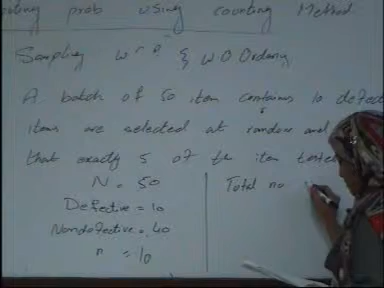 prob using counting Method
Sampling w r R & W O Ordering
A batch of 50 item contains 10 defect
items are selected at random and
that exactly 5 of the item tested
N = 50
Defective = 10
Nondefective = 40
n = 10
Total no